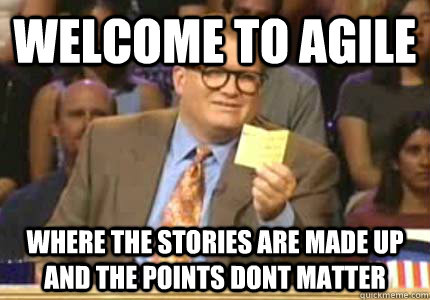 WELCOME TO AGILE
WHERE THE STORIES ARE MADE UP
AND THE POINTS DONT MATTER
quickmeme.com